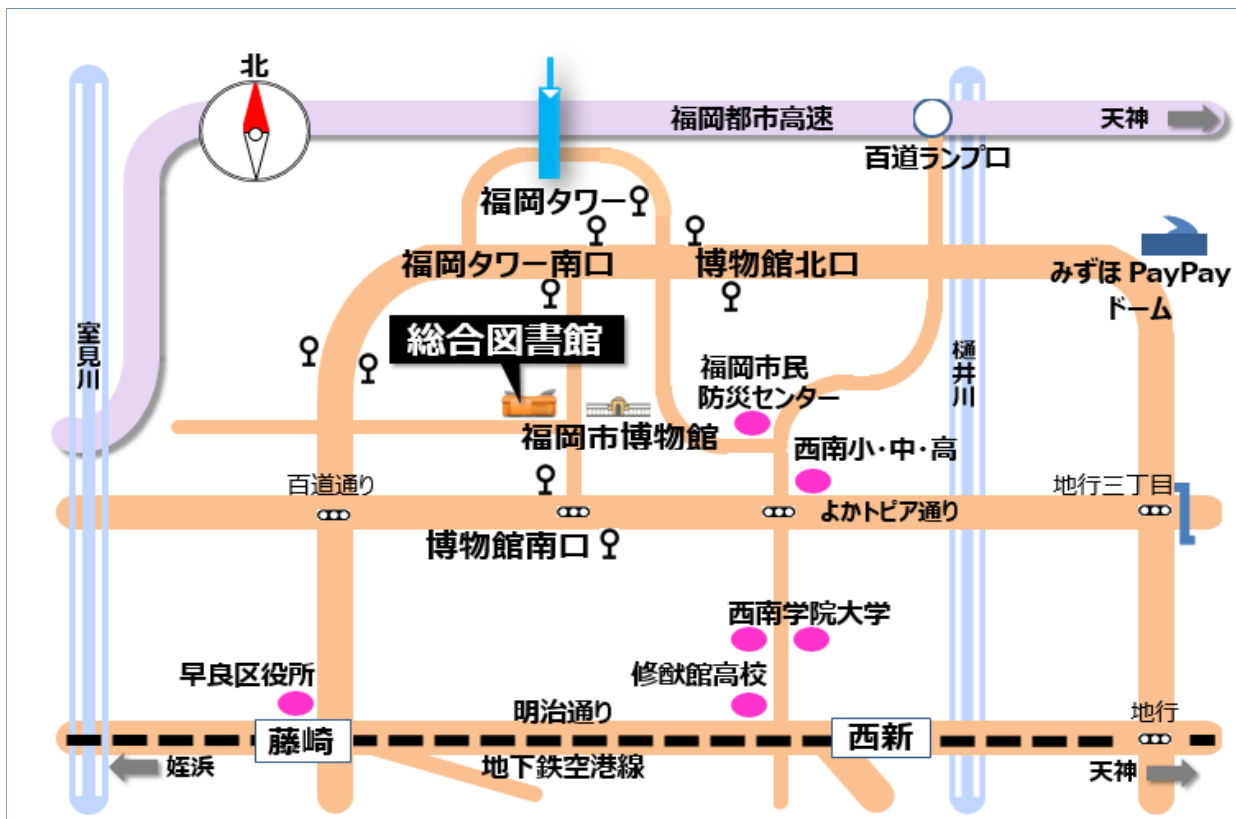 北
福岡都市高速
天神
百道ランプ口
福岡タワー
福岡タワー南口
博物館北口
みずほ PayPay
ドーム
室見川
総合図書館
樋井川
福岡市民
防災センター
福岡市博物館
西南小・中・高
百道通り
地行三丁目
よかトピア通り
博物館南口
西南学院大学
早良区役所
修猷館高校
明治通り
地行
藤崎
西新
姪浜
地下鉄空港線
天神